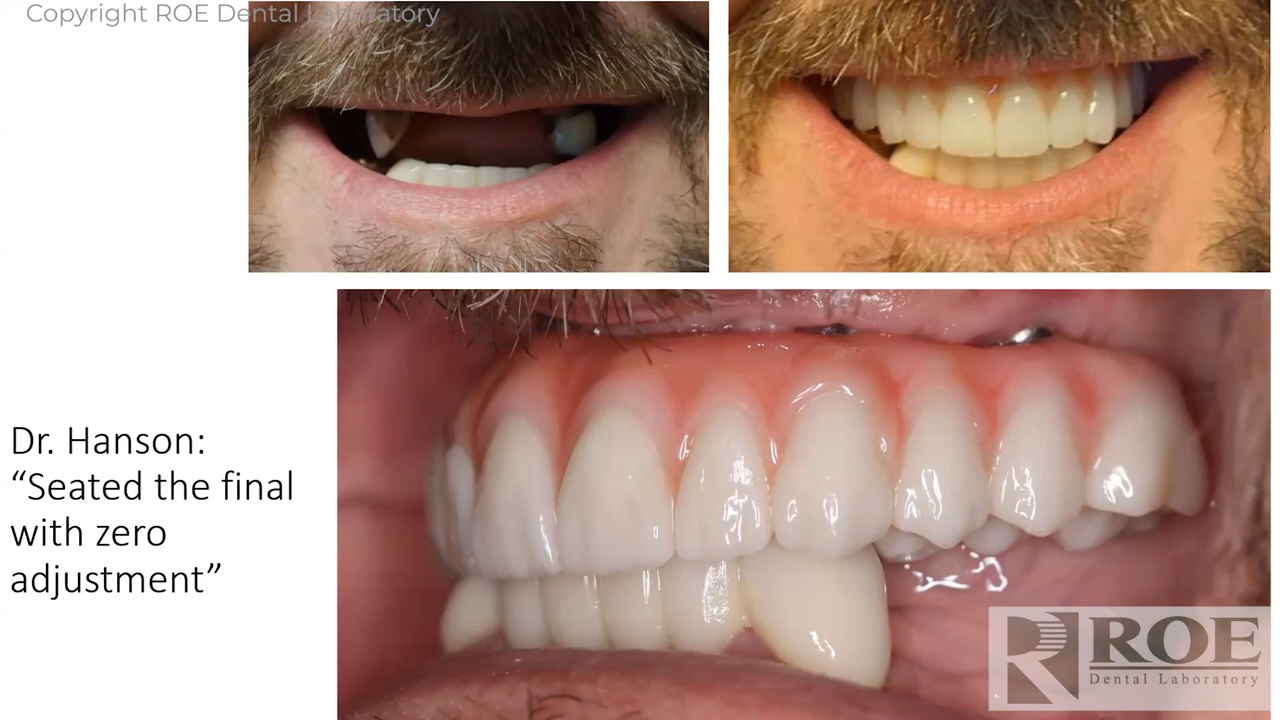 Copyright ROE Dental Laboratory
Dr. Hanson:
“Seated the final
with zero
adjustment”
ROE
Dental Laboratory